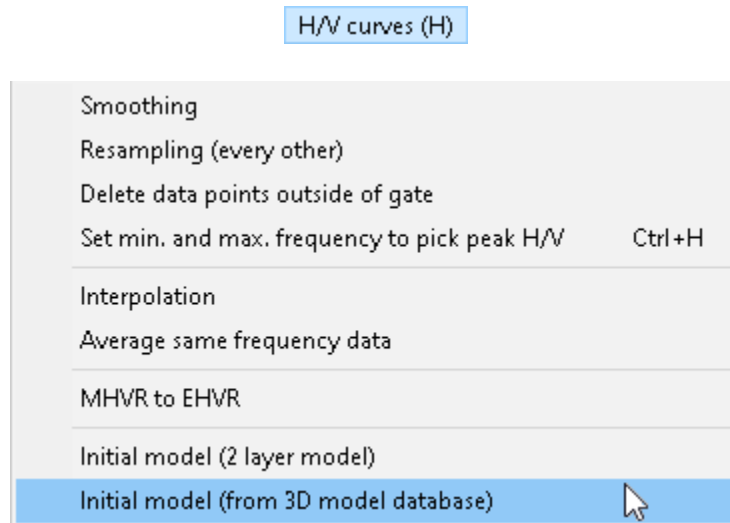 H/V curves (H)
Smoothing
Resampling (every other)
Delete data points outside of gate
Set min. and max. frequency to pick peak H/V Ctrl+H
Interpolation
Average same frequency data
MHVR to EHVR
Initial model (2 layer model)
Initial model (from 3D model database)